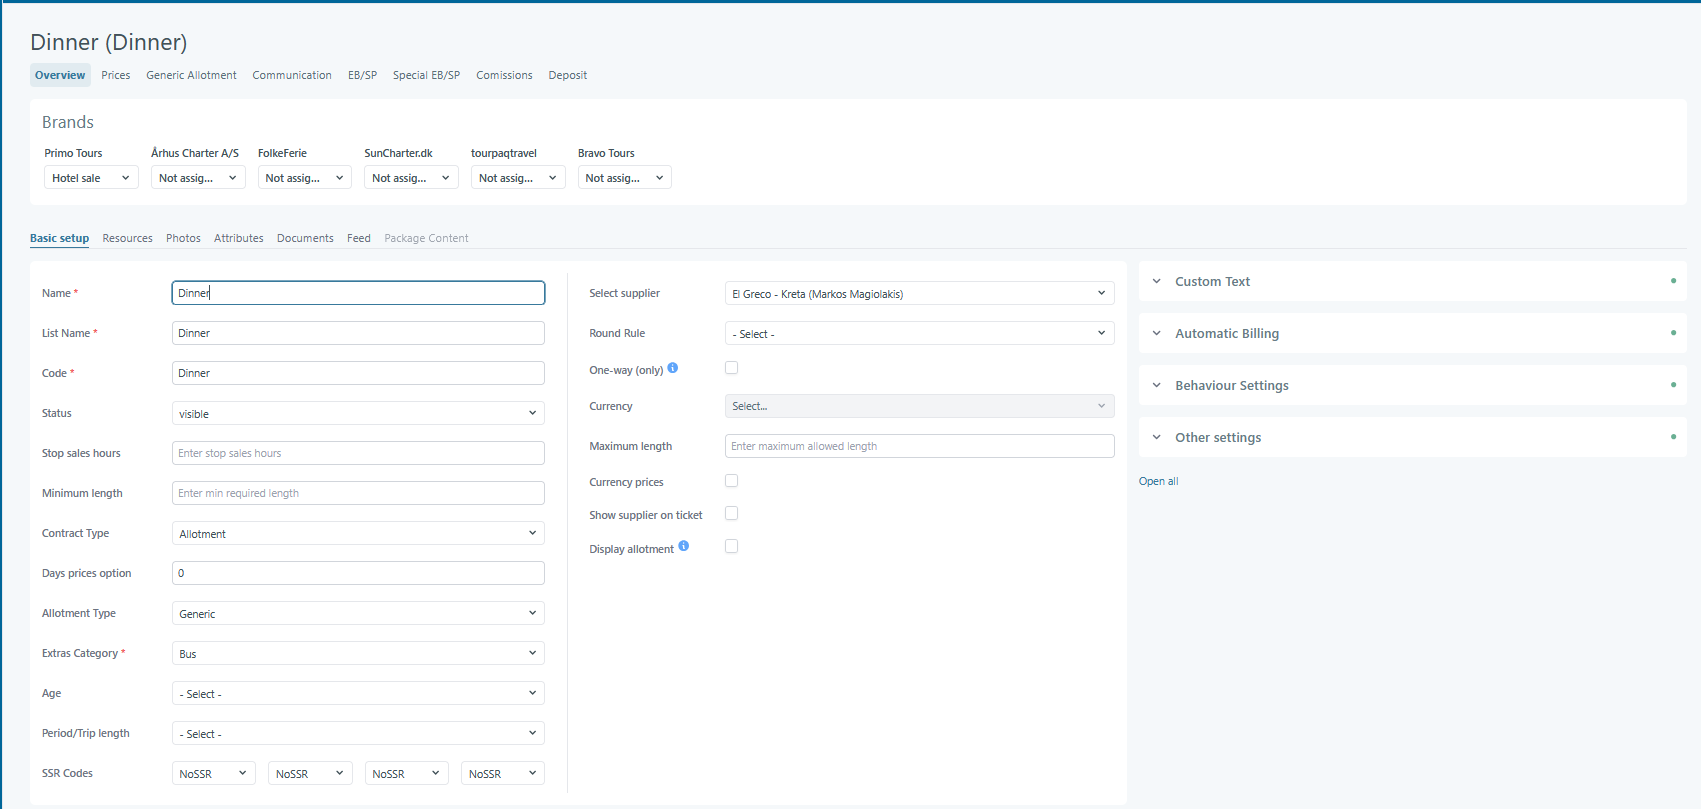 Dinner (Dinner)
Overview Prices Generic Allotment Communication EB/SP Special EB/SP Comissions Deposit
Brands
Primo Tours Århus Charter A/S FolkeFerie SunCharter.dk tourpaqtravel Bravo Tours
Hotel sale Not assig... Not assig... Not assig... Not assig... Not assig...
Basic setup Resources Photos Attributes Documents Feed Package Content
Name * Dinner
List Name * Dinner
Code * Dinner
Status visible
Stop sales hours Enter stop sales hours
Minimum length Enter min required length
Contract Type Allotment
Days prices option 0
Allotment Type Generic
Extras Category * Bus
Age - Select -
Period/Trip length - Select -
SSR Codes NoSSR NoSSR NoSSR NoSSR
Select supplier El Greco - Kreta (Markos Magiolakis)
Round Rule - Select -
One-way (only) i
Currency Select...
Maximum length Enter maximum allowed length
Currency prices
Show supplier on ticket
Display allotment i
Custom Text
Automatic Billing
Behaviour Settings
Other settings
Open all